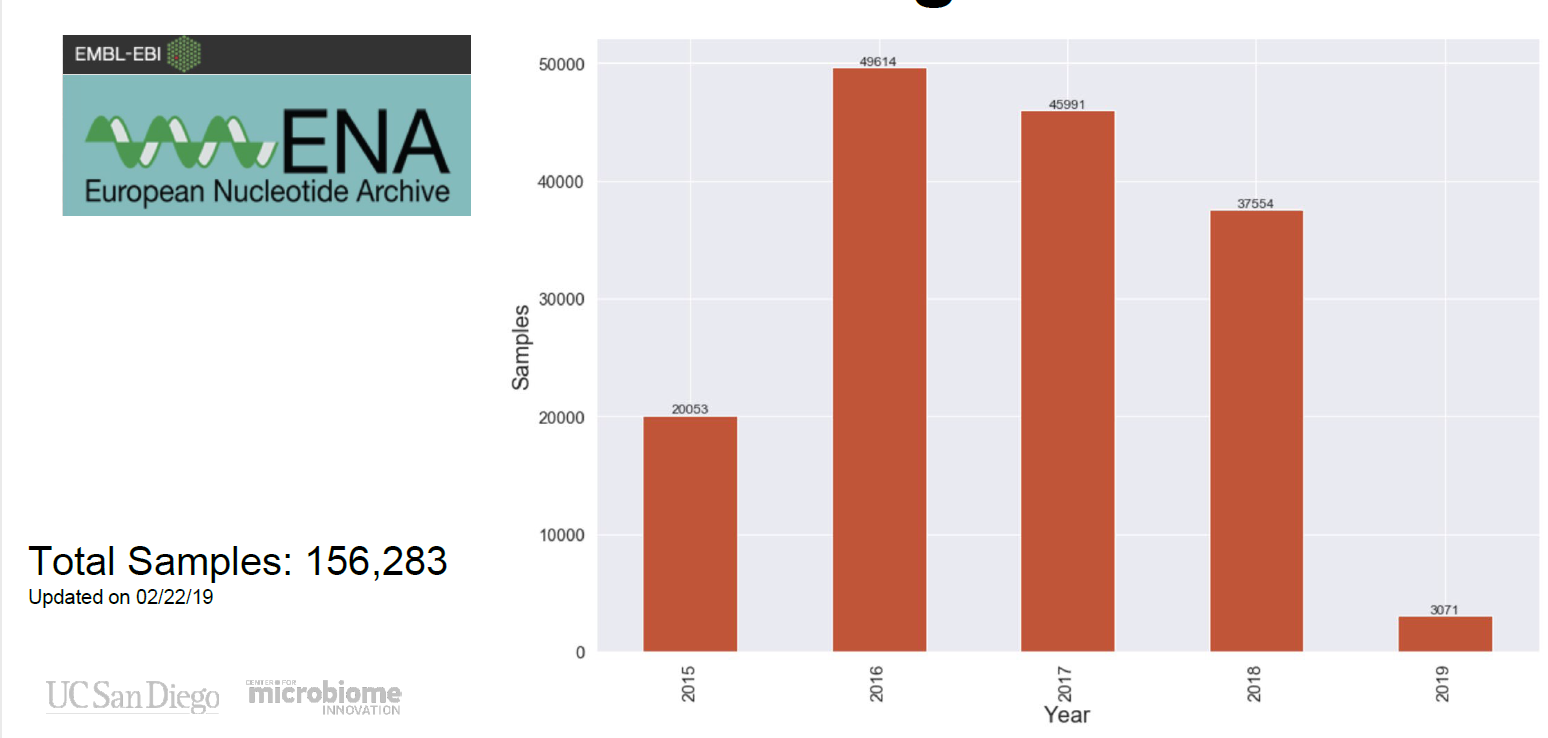 EMBL-EBI
ENA
European Nucleotide Archive
Total Samples: 156,283
Updated on 02/22/19
UC San Diego
CENTER FOR
microbiome
INNOVATION
Samples
50000
40000
30000
20000
10000
0
20053
49614
45991
37554
3071
2015
2016
2017
2018
2019
Year